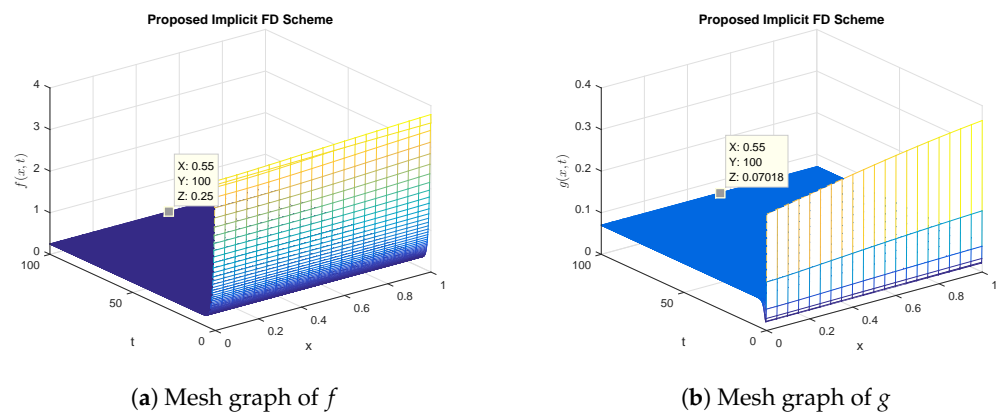 Proposed Implicit FD Scheme
4
3
2
1
0
f(x, t)
X: 0.55
Y: 100
Z: 0.25
100
50
0
t
0
0.2
0.4
0.6
0.8
1
x
(a) Mesh graph of f
Proposed Implicit FD Scheme
0.4
0.3
0.2
0.1
0
g(x, t)
X: 0.55
Y: 100
Z: 0.07018
100
50
0
t
0
0.2
0.4
0.6
0.8
1
x
(b) Mesh graph of g